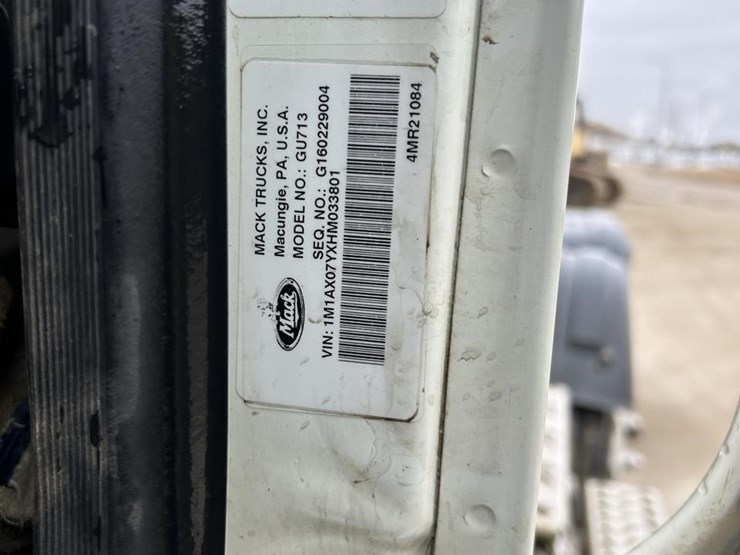 MACK TRUCKS, INC.
Macungie, PA, U.S.A.
MODEL NO.: GU713
SEQ. NO.: G160229004
Mack
VIN: 1M1AX07YXHM033801
4MR21084